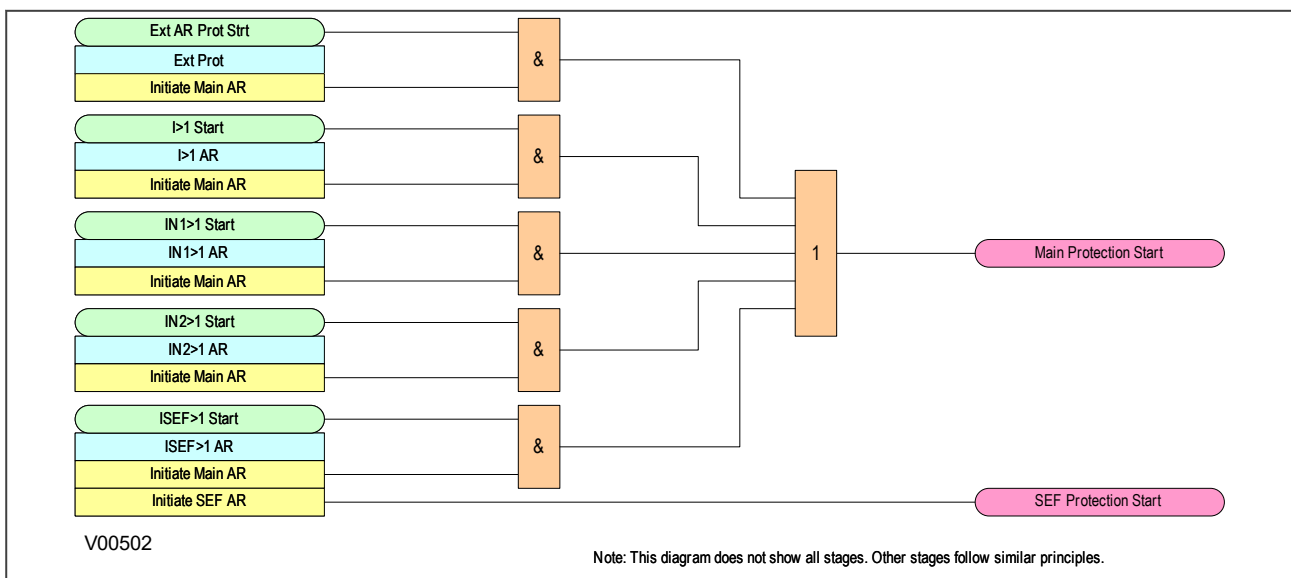 Ext AR Prot Strt
Ext Prot
Initiate Main AR
&
I>1 Start
I>1 AR
Initiate Main AR
&
IN1>1 Start
IN1>1 AR
Initiate Main AR
&
IN2>1 Start
IN2>1 AR
Initiate Main AR
&
ISEF>1 Start
ISEF>1 AR
Initiate Main AR
Initiate SEF AR
&
1
Main Protection Start
SEF Protection Start
V00502
Note: This diagram does not show all stages. Other stages follow similar principles.